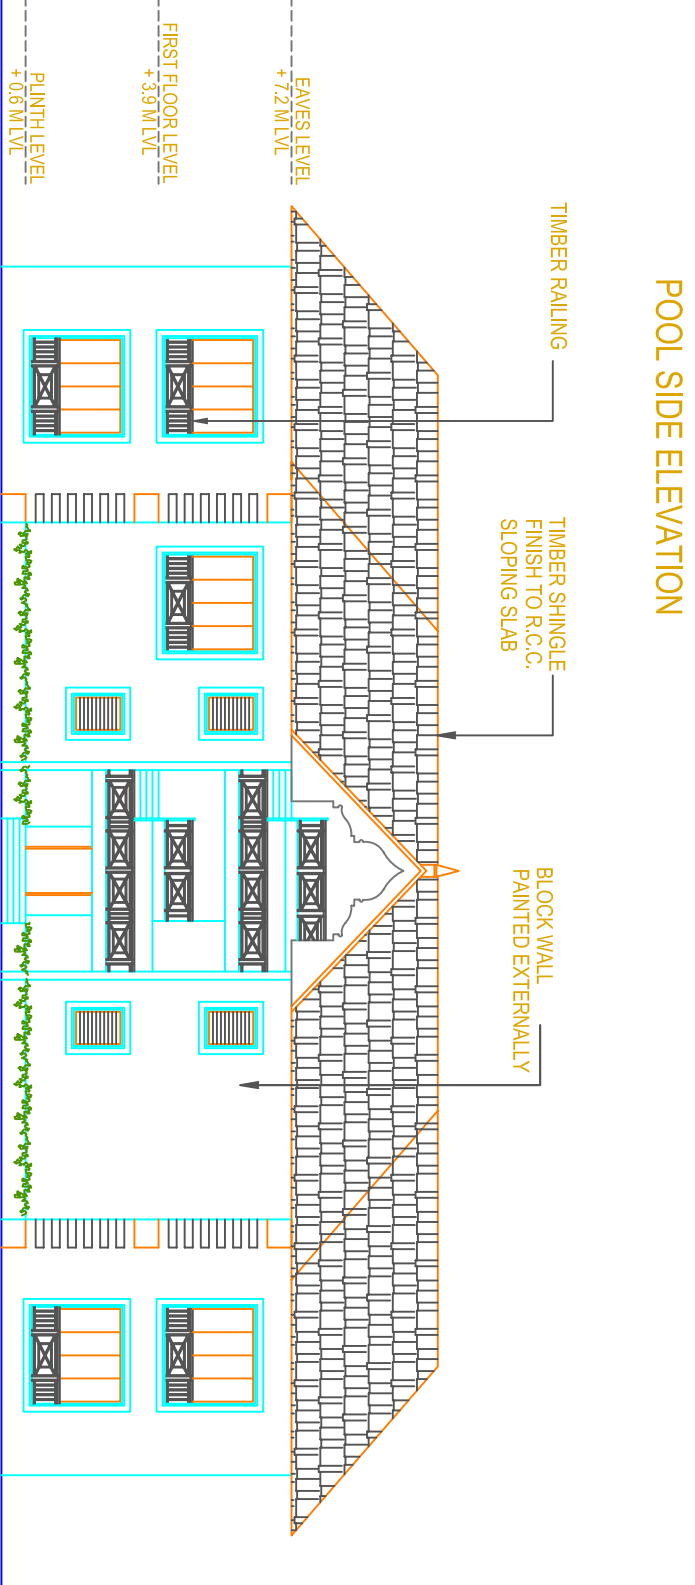 POOL SIDE ELEVATION
TIMBER RAILING
TIMBER SHINGLE
FINISH TO R.C.C.
SLOPING SLAB
BLOCK WALL
PAINTED EXTERNALLY
EAVES LEVEL
+ 7.2 M LVL
FIRST FLOOR LEVEL
+ 3.9 M LVL
PLINTH LEVEL
+ 0.6 M LVL